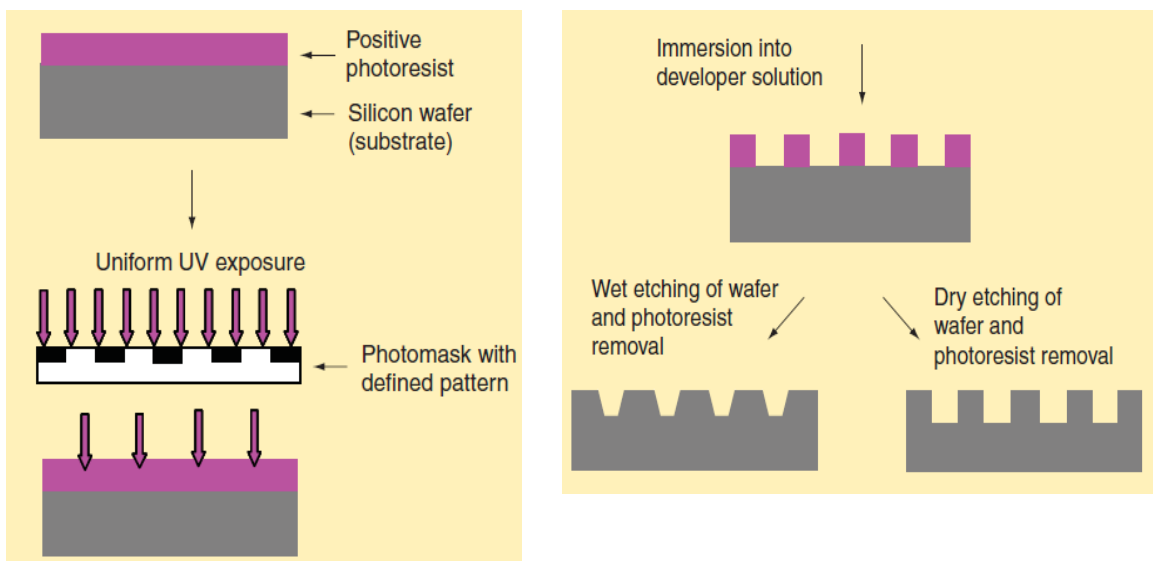 Positive
photoresist
Silicon wafer
(substrate)
Uniform UV exposure
Photomask with
defined pattern
Immersion into
developer solution
Wet etching of wafer
and photoresist
removal
Dry etching of
wafer and
photoresist removal